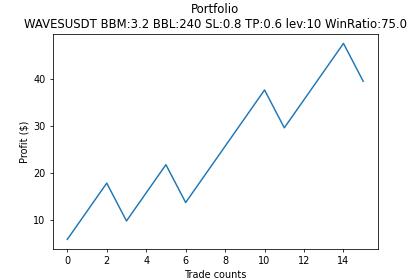 Portfolio
WAVESUSDT BBM:3.2 BBL:240 SL:0.8 TP:0.6 lev:10 WinRatio:75.0
40
30
20
10
Profit ($)
0 2 4 6 8 10 12 14
Trade counts